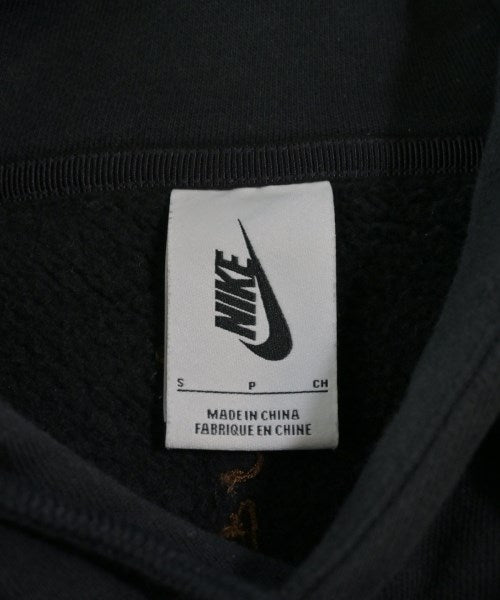 NIKE
S P CH
MADE IN CHINA
FABRIQUE EN CHINE